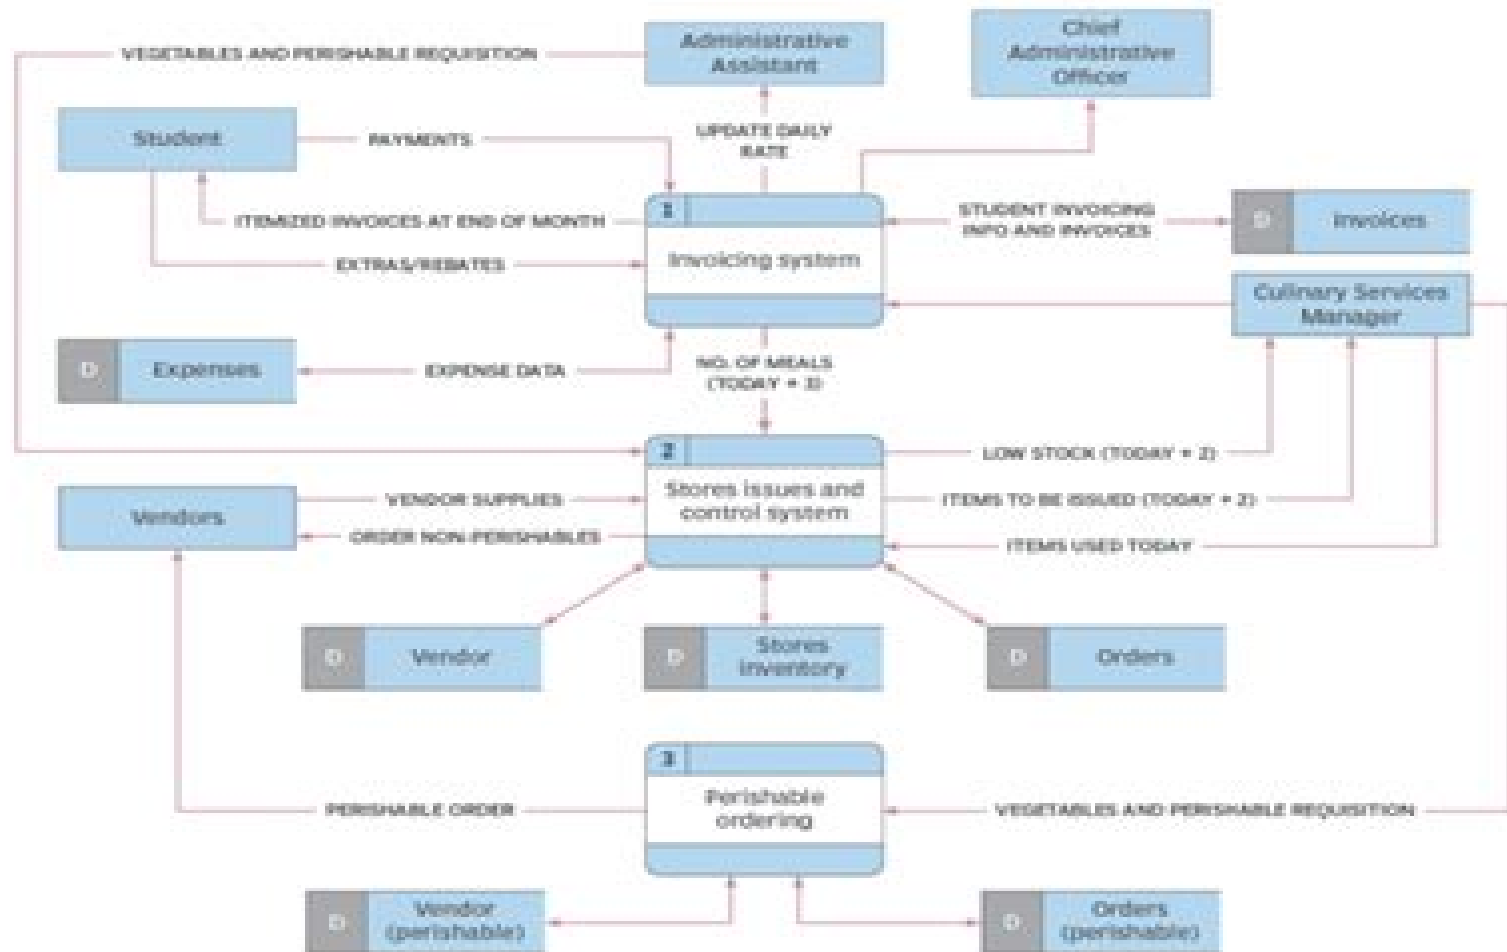 VEGETABLES AND PERISHABLE REQUISITION
Administrative
Assistant
Chief
Administrative
Officer
Student
PAYMENTS
UPDATE DAILY
RATE
ITEMIZED INVOICES AT END OF MONTH
1
STUDENT INVOICING
INFO AND INVOICES
D
Invoices
EXTRAS/REBATES
Invoicing system
Culinary Services
Manager
D
Expenses
EXPENSE DATA
NO. OF MEALS
(TODAY + 3)
2
LOW STOCK (TODAY + 2)
Vendors
VENDOR SUPPLIES
Stores issues and
control system
ITEMS TO BE ISSUED (TODAY + 2)
ORDER NON-PERISHABLES
ITEMS USED TODAY
D
Vendor
D
Stores
inventory
D
Orders
3
PERISHABLE ORDER
Perishable
ordering
VEGETABLES AND PERISHABLE REQUISITION
D
Vendor
(perishable)
D
Orders
(perishable)